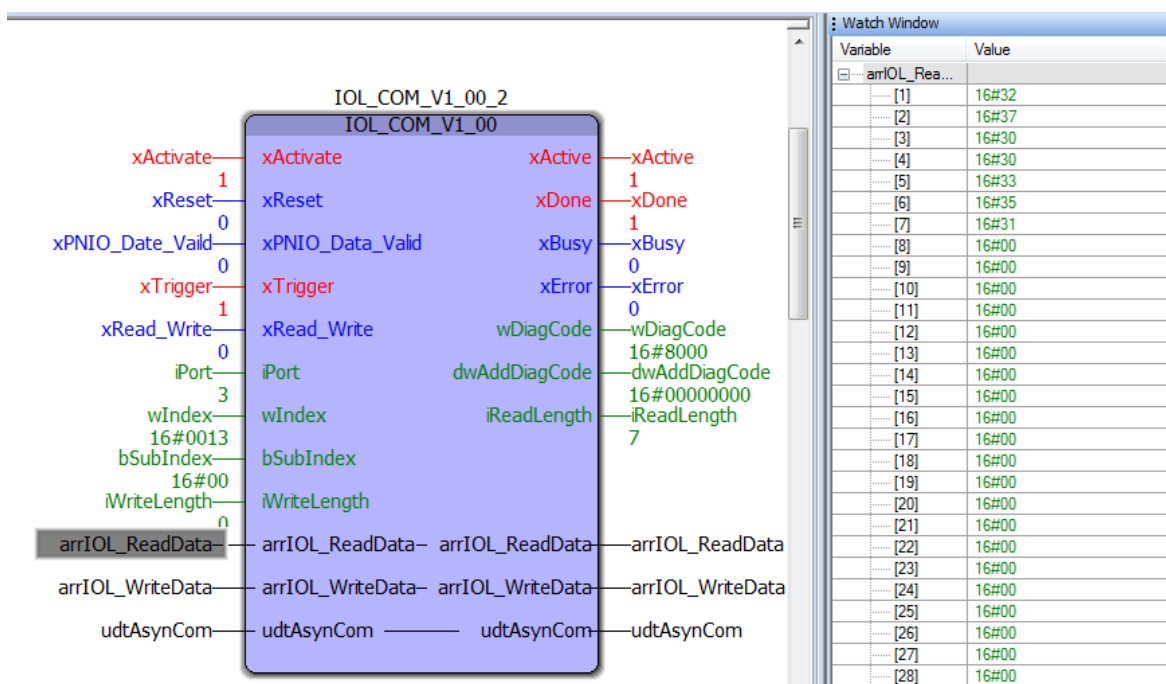 IOL_COM_V1_00_2
IOL_COM_V1_00
xActivate xActivate xActive xActive
1 1
xReset xReset xDone xDone
0 1
xPNIO_Date_Vaild xPNIO_Data_Valid xBusy xBusy
0 0
xTrigger xTrigger xError xError
1 0
xRead_Write xRead_Write wDiagCode wDiagCode
0 16#8000
iPort iPort dwAddDiagCode dwAddDiagCode
3 16#00000000
wIndex wIndex iReadLength iReadLength
16#0013 7
bSubIndex bSubIndex
16#00
iWriteLength iWriteLength
0
arrIOL_ReadData arrIOL_ReadData arrIOL_ReadData arrIOL_ReadData
arrIOL_WriteData arrIOL_WriteData arrIOL_WriteData arrIOL_WriteData
udtAsynCom udtAsynCom udtAsynCom udtAsynCom
Watch Window
Variable Value
arrIOL_Rea...
[1] 16#32
[2] 16#37
[3] 16#30
[4] 16#30
[5] 16#33
[6] 16#35
[7] 16#31
[8] 16#00
[9] 16#00
[10] 16#00
[11] 16#00
[12] 16#00
[13] 16#00
[14] 16#00
[15] 16#00
[16] 16#00
[17] 16#00
[18] 16#00
[19] 16#00
[20] 16#00
[21] 16#00
[22] 16#00
[23] 16#00
[24] 16#00
[25] 16#00
[26] 16#00
[27] 16#00
[28] 16#00